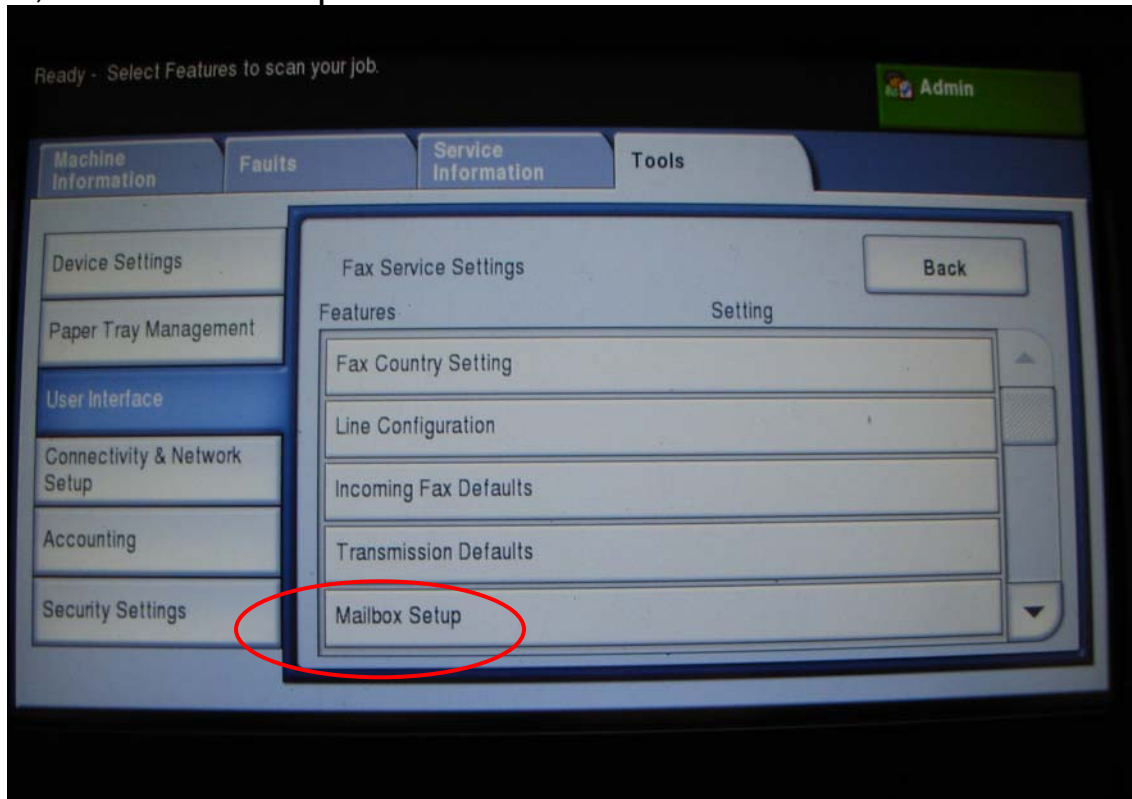 Ready - Select Features to scan your job.
Admin
Machine
Information
Faults
Service
Information
Tools
Device Settings
Paper Tray Management
User Interface
Connectivity & Network
Setup
Accounting
Security Settings
Fax Service Settings
Back
Features
Setting
Fax Country Setting
Line Configuration
Incoming Fax Defaults
Transmission Defaults
Mailbox Setup